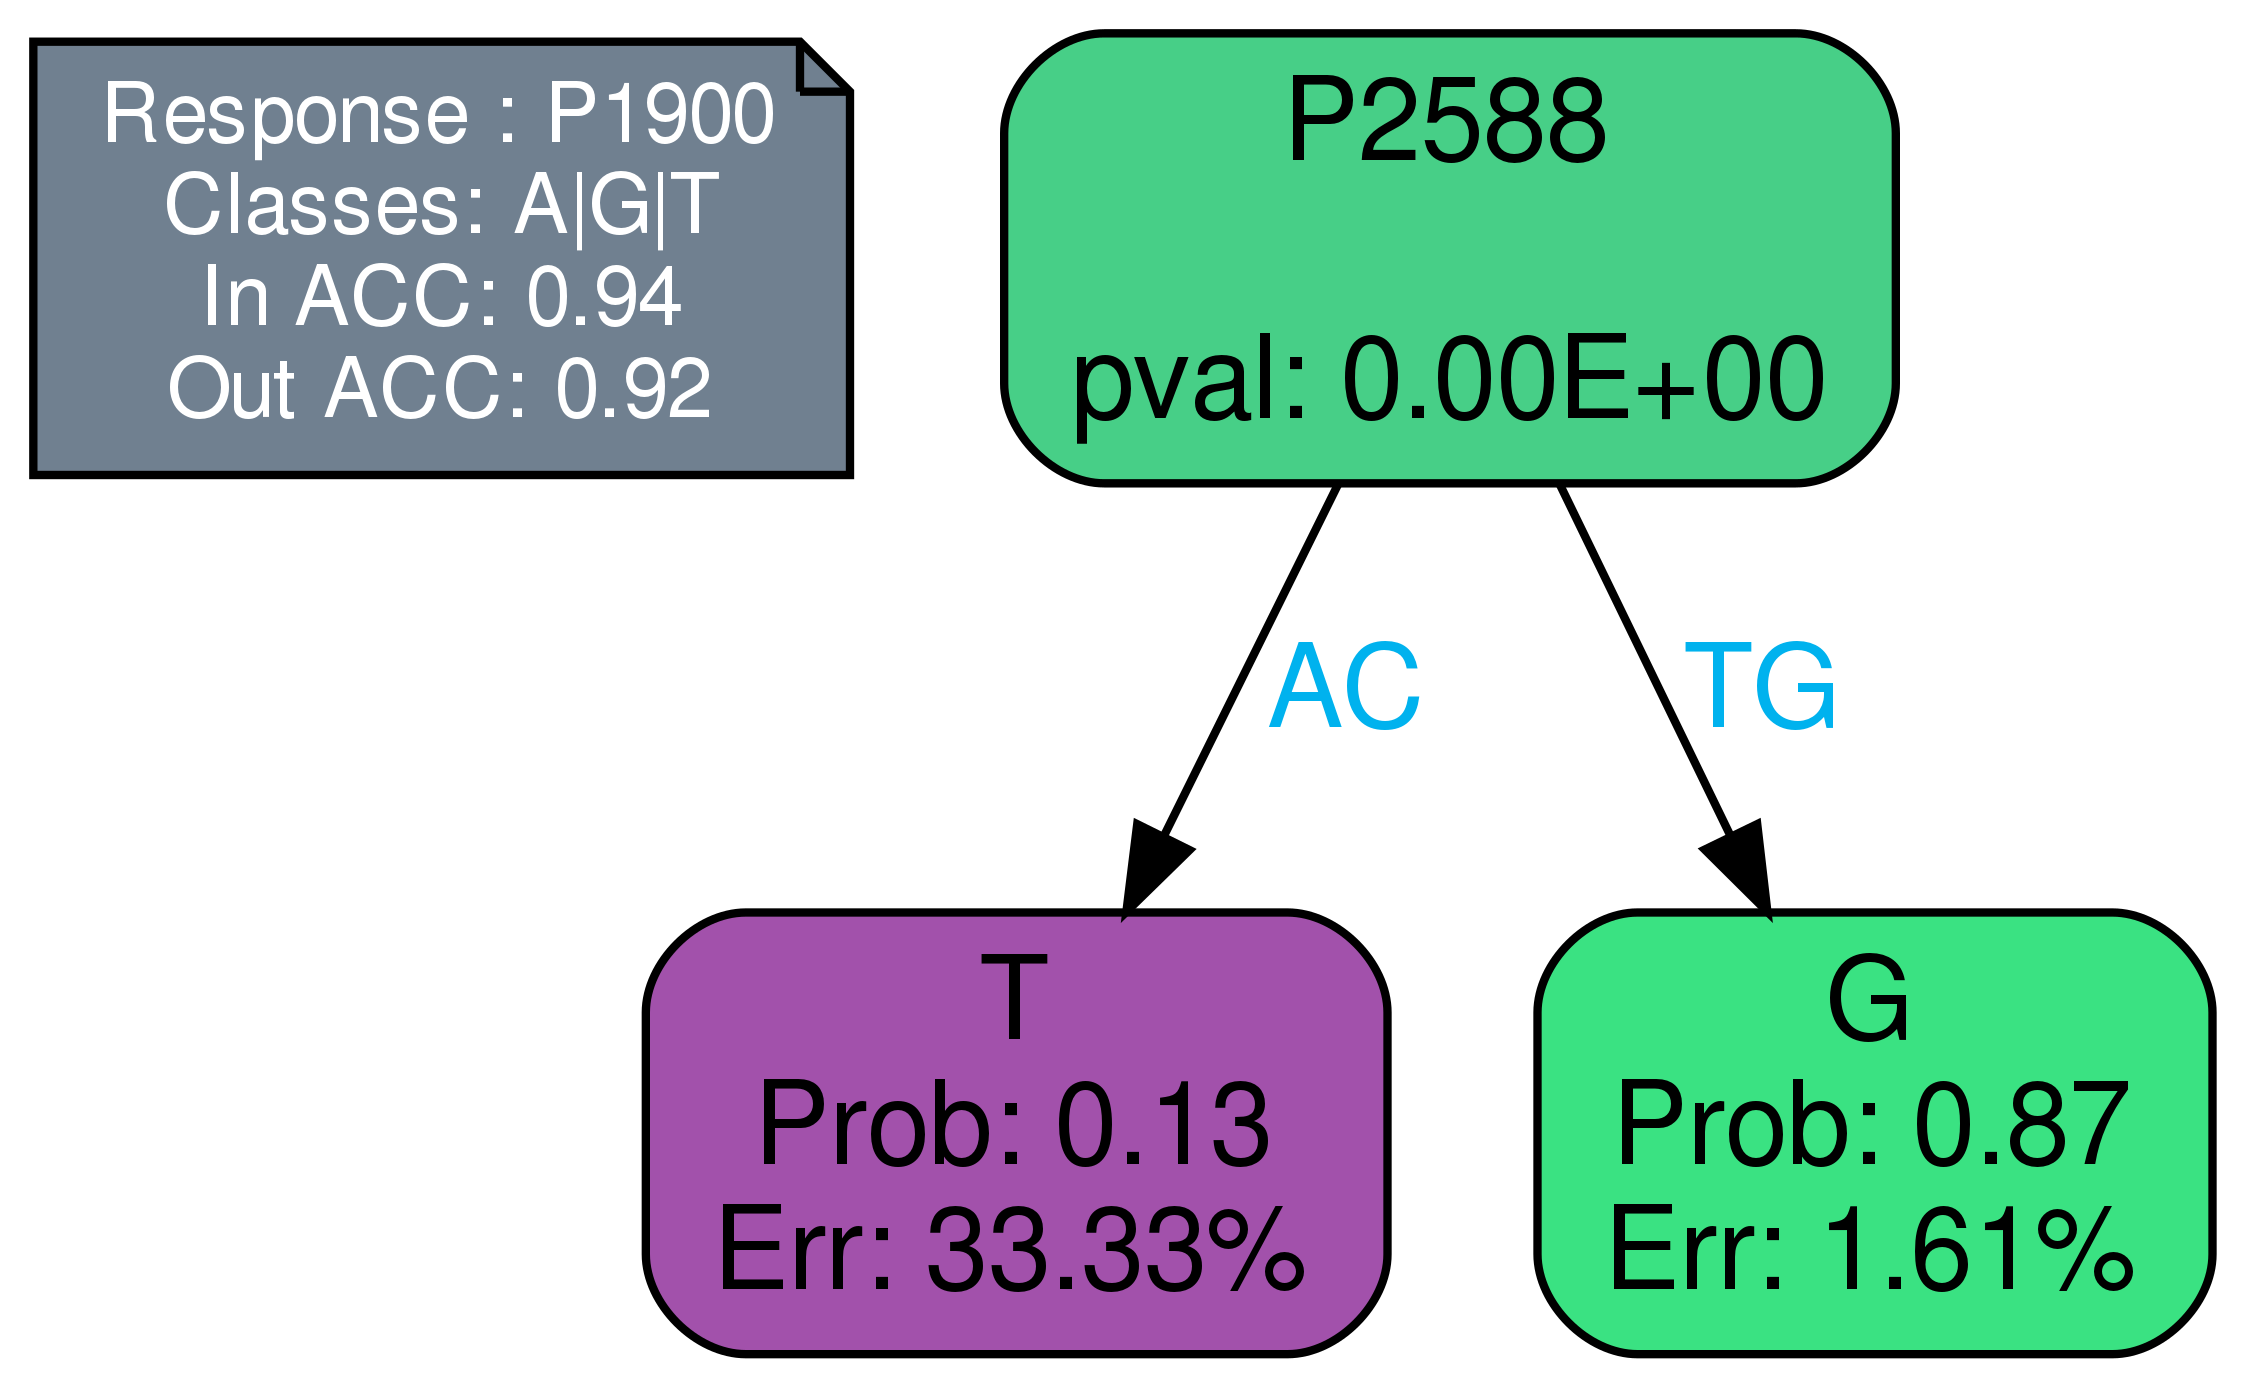 Response : P1900
Classes: A|G|T
In ACC: 0.94
Out ACC: 0.92
P2588
pval: 0.00E+00
AC
TG
T
Prob: 0.13
Err: 33.33%
G
Prob: 0.87
Err: 1.61%